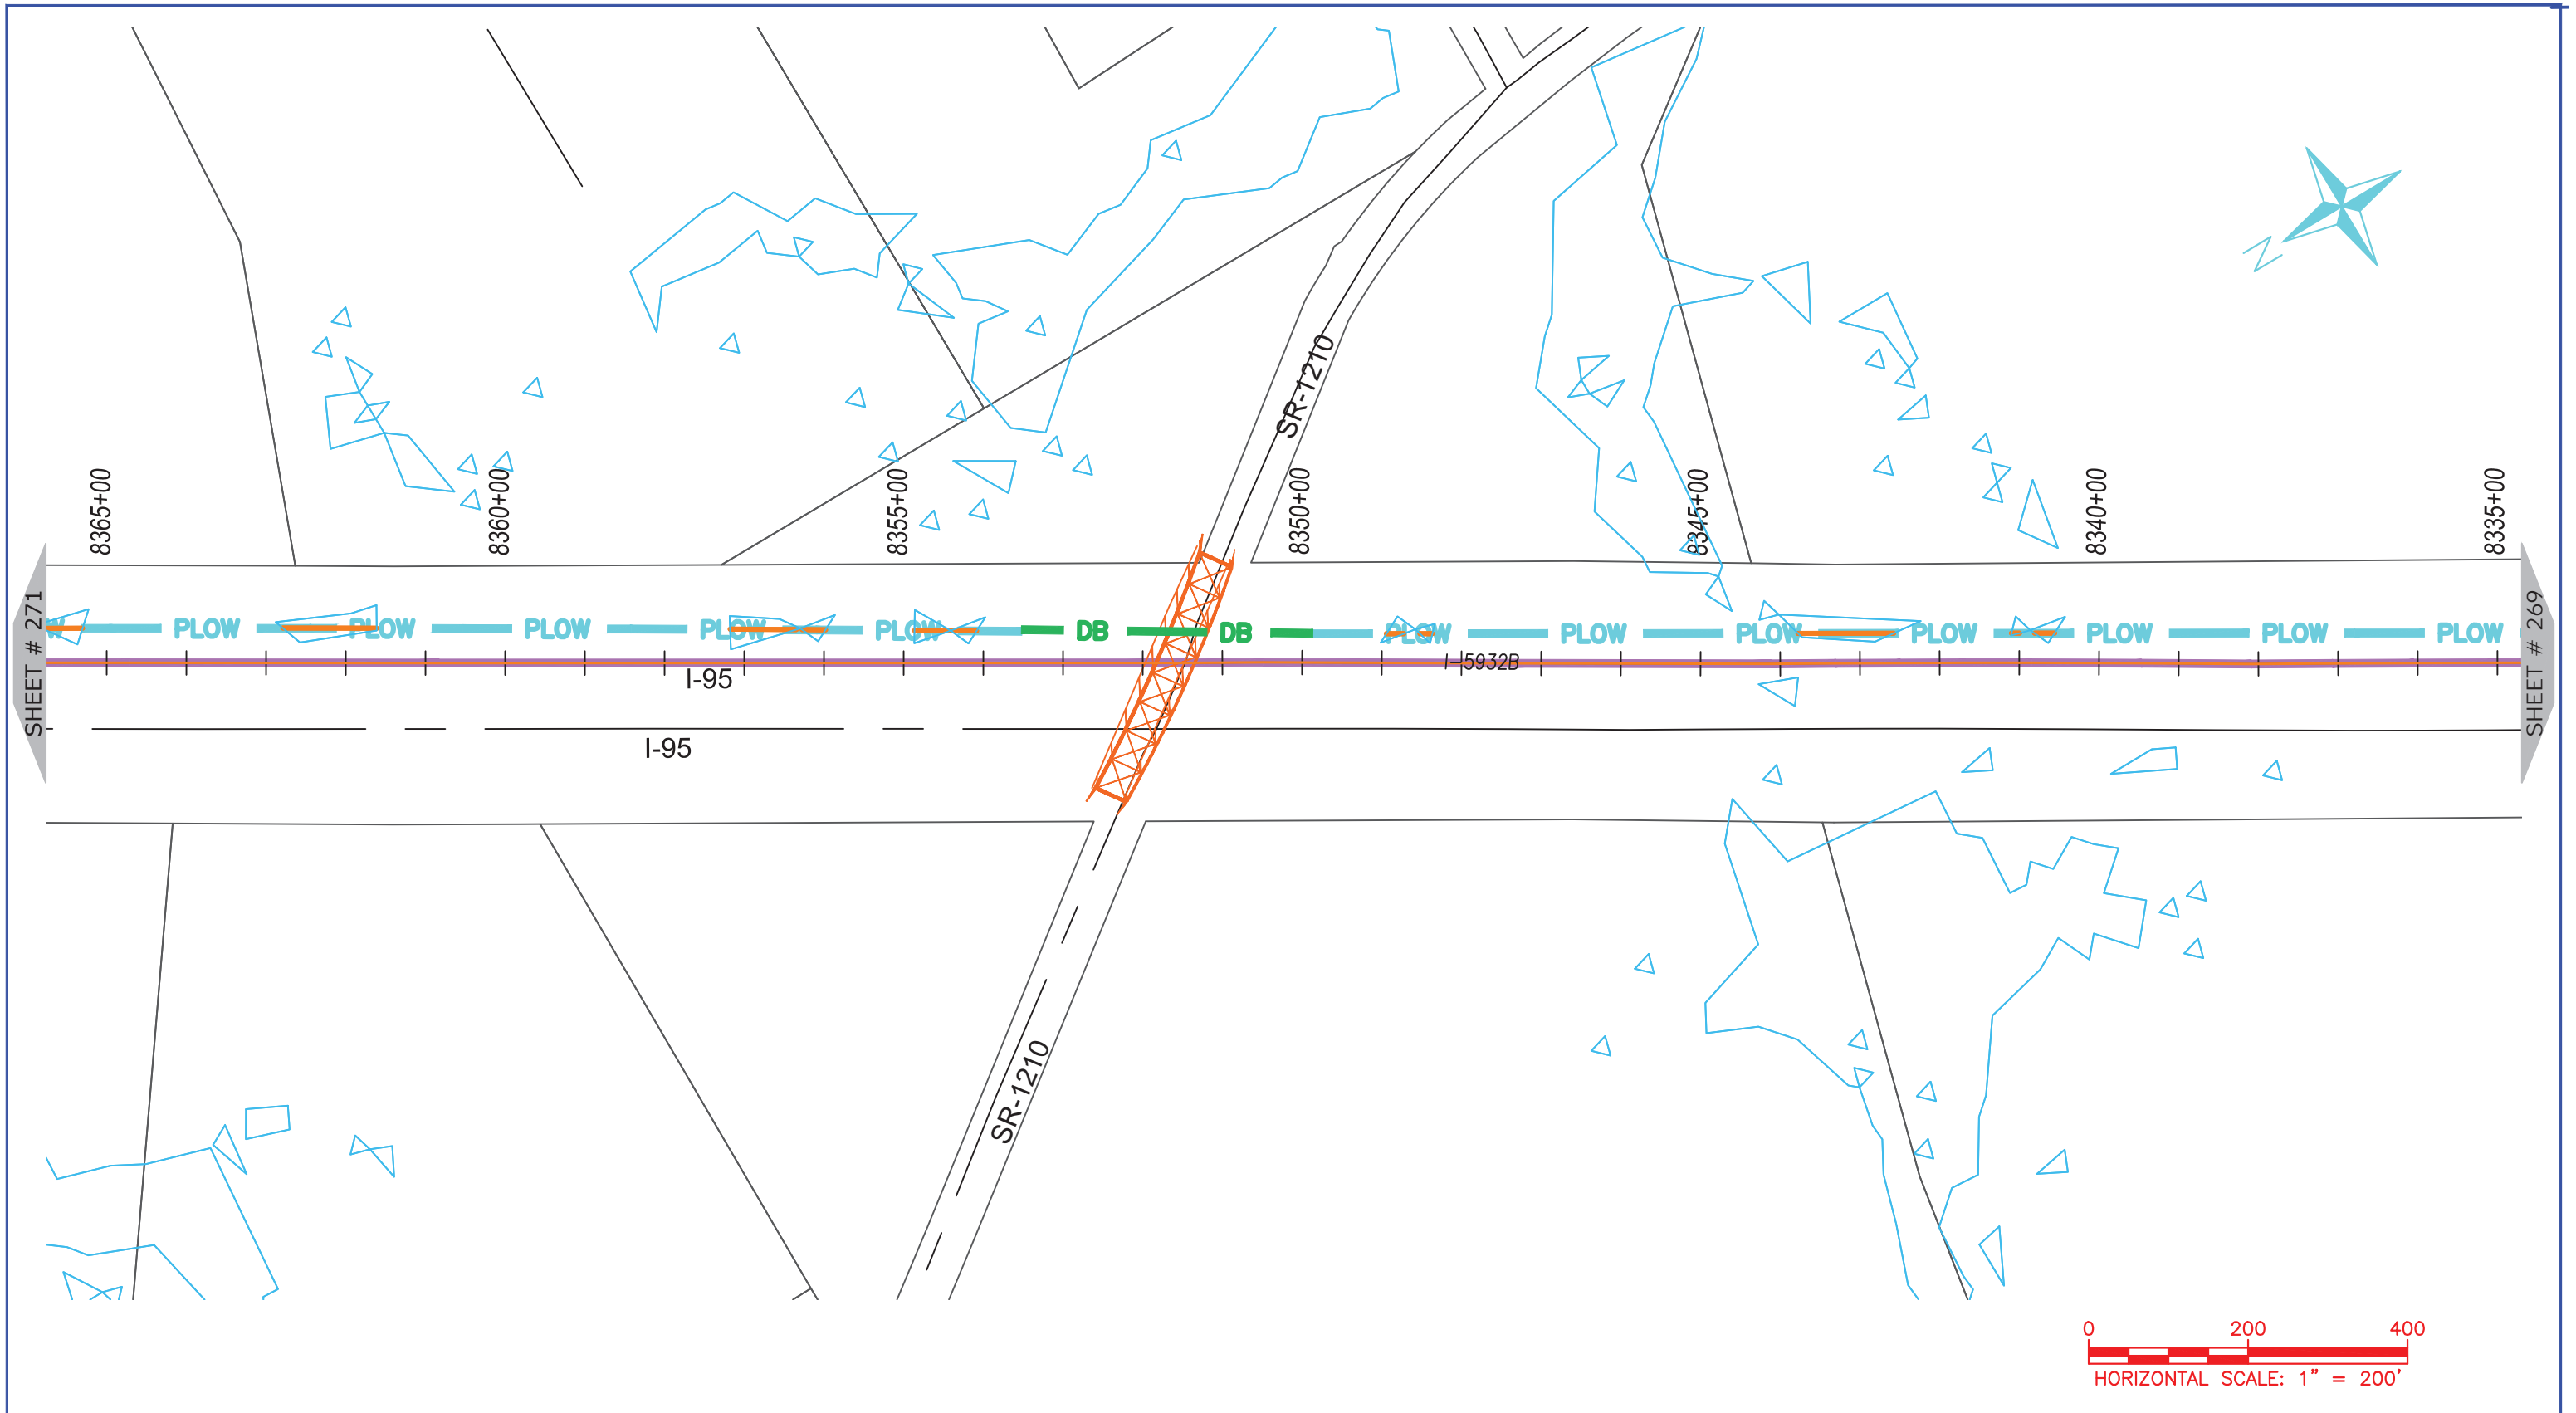 SR-1210
8365+00
8360+00
8355+00
8350+00
8345+00
8340+00
8335+00
N
SHEET # 271
SHEET # 269
W PLOW PLOW PLOW PLOW PLOW DB DB PLOW PLOW PLOW PLOW PLOW PLOW PLOW
I-5932B
I-95
I-95
SR-1210
0 200 400
HORIZONTAL SCALE: 1" = 200'